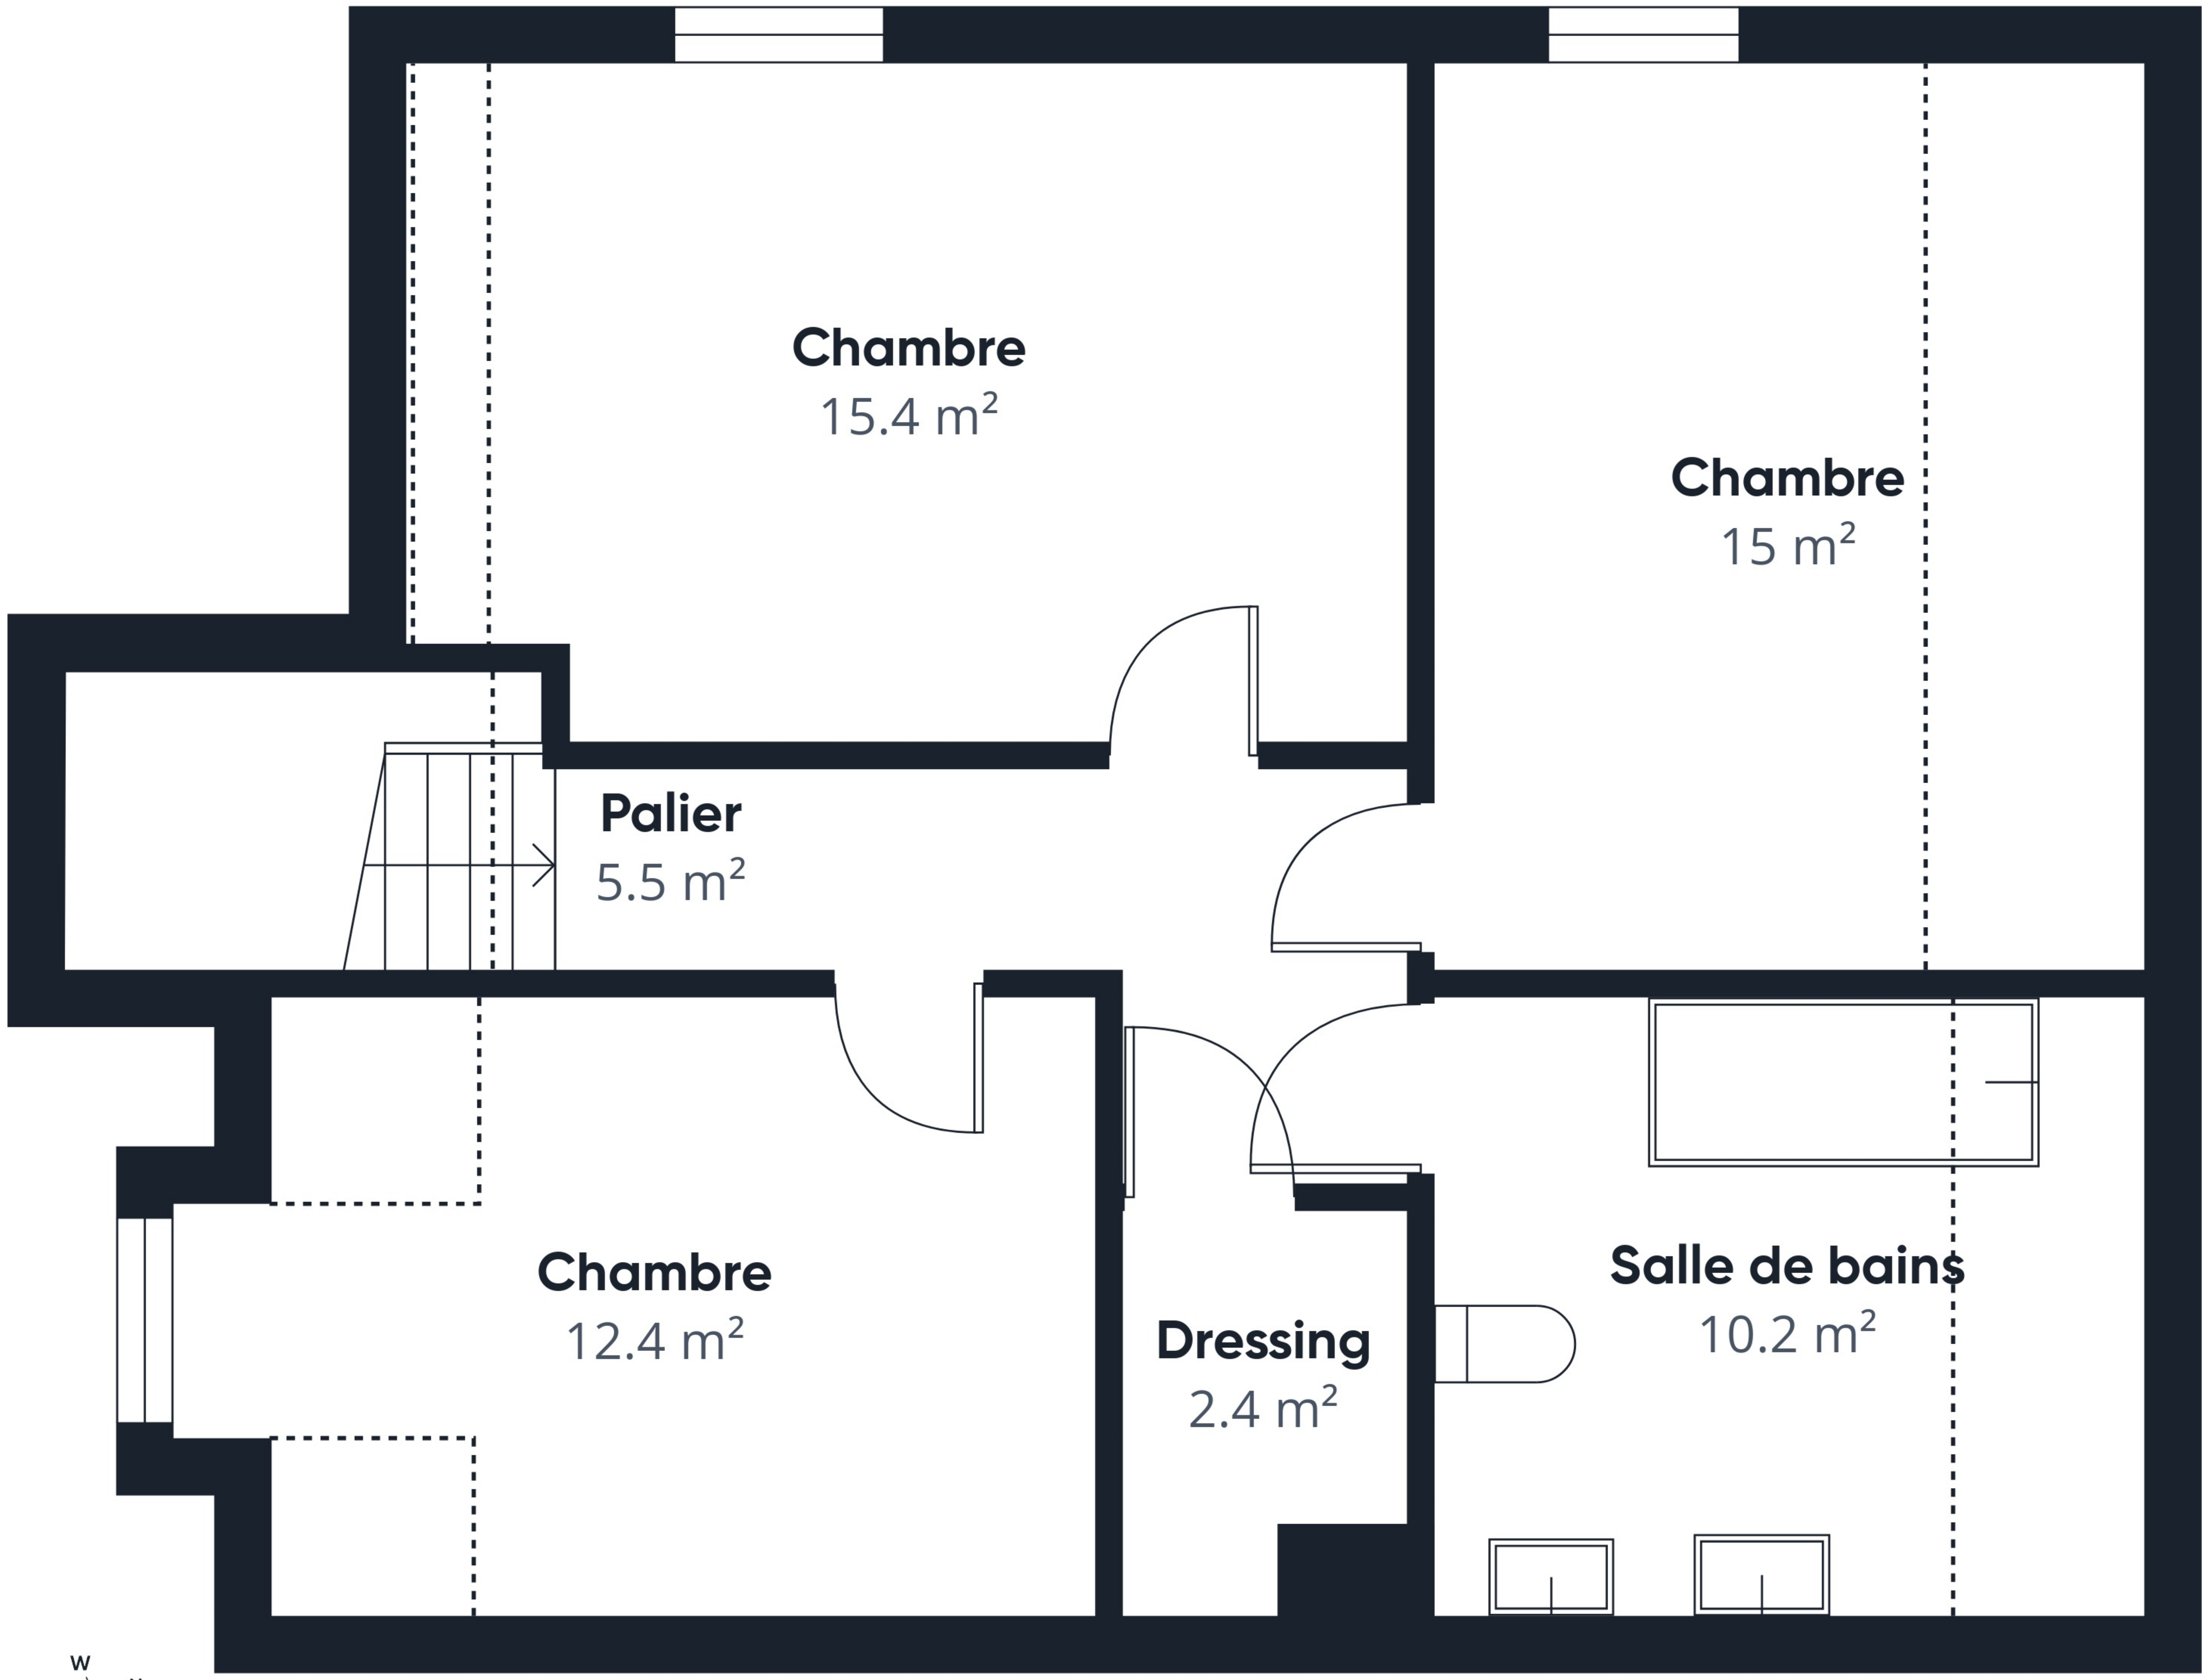 Chambre
15.4 m²
Chambre
15 m²
Palier
5.5 m²
Chambre
12.4 m²
Dressing
2.4 m²
Salle de bains
10.2 m²
W